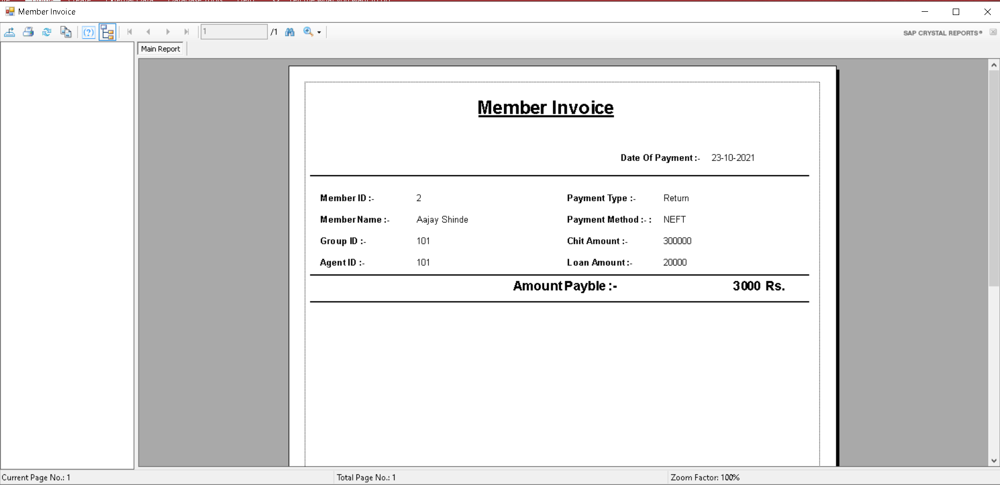 Member Invoice
1 /1
SAP CRYSTAL REPORTS®
Main Report
Member Invoice
Date Of Payment :- 23-10-2021
Member ID :- 2 Payment Type :- Return
Member Name :- Aajay Shinde Payment Method :- : NEFT
Group ID :- 101 Chit Amount :- 300000
Agent ID :- 101 Loan Amount :- 20000
Amount Payble :- 3000 Rs.
Current Page No.: 1 Total Page No.: 1 Zoom Factor: 100%